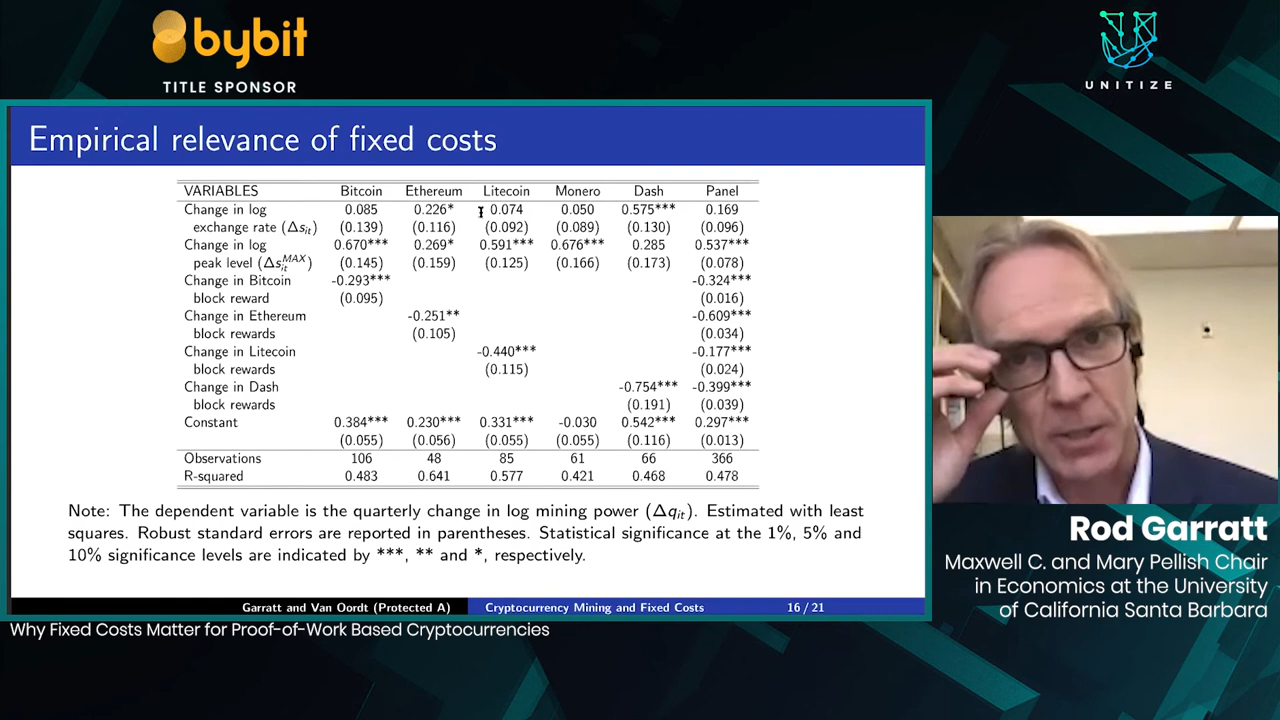 bybit
TITLE SPONSOR
UNITIZE
Empirical relevance of fixed costs
VARIABLES Bitcoin Ethereum Litecoin Monero Dash Panel
Change in log 0.085 0.226* 0.074 0.050 0.575*** 0.169
exchange rate (Δsit) (0.139) (0.116) (0.092) (0.089) (0.130) (0.096)
Change in log 0.670*** 0.269* 0.591*** 0.676*** 0.285 0.537***
peak level (ΔsitMAX) (0.145) (0.159) (0.125) (0.166) (0.173) (0.078)
Change in Bitcoin -0.293*** -0.324***
block reward (0.095) (0.016)
Change in Ethereum -0.251** -0.609***
block rewards (0.105) (0.034)
Change in Litecoin -0.440*** -0.177***
block rewards (0.115) (0.024)
Change in Dash -0.754*** -0.399***
block rewards (0.191) (0.039)
Constant 0.384*** 0.230*** 0.331*** -0.030 0.542*** 0.297***
(0.055) (0.056) (0.055) (0.055) (0.116) (0.013)
Observations 106 48 85 61 66 366
R-squared 0.483 0.641 0.577 0.421 0.468 0.478
Note: The dependent variable is the quarterly change in log mining power (Δqit). Estimated with least
squares. Robust standard errors are reported in parentheses. Statistical significance at the 1%, 5% and
10% significance levels are indicated by ***, ** and *, respectively.
Garratt and Van Oordt (Protected A) Cryptocurrency Mining and Fixed Costs 16 / 21
Why Fixed Costs Matter for Proof-of-Work Based Cryptocurrencies
Rod Garratt
Maxwell C. and Mary Pellish Chair
in Economics at the University
of California Santa Barbara